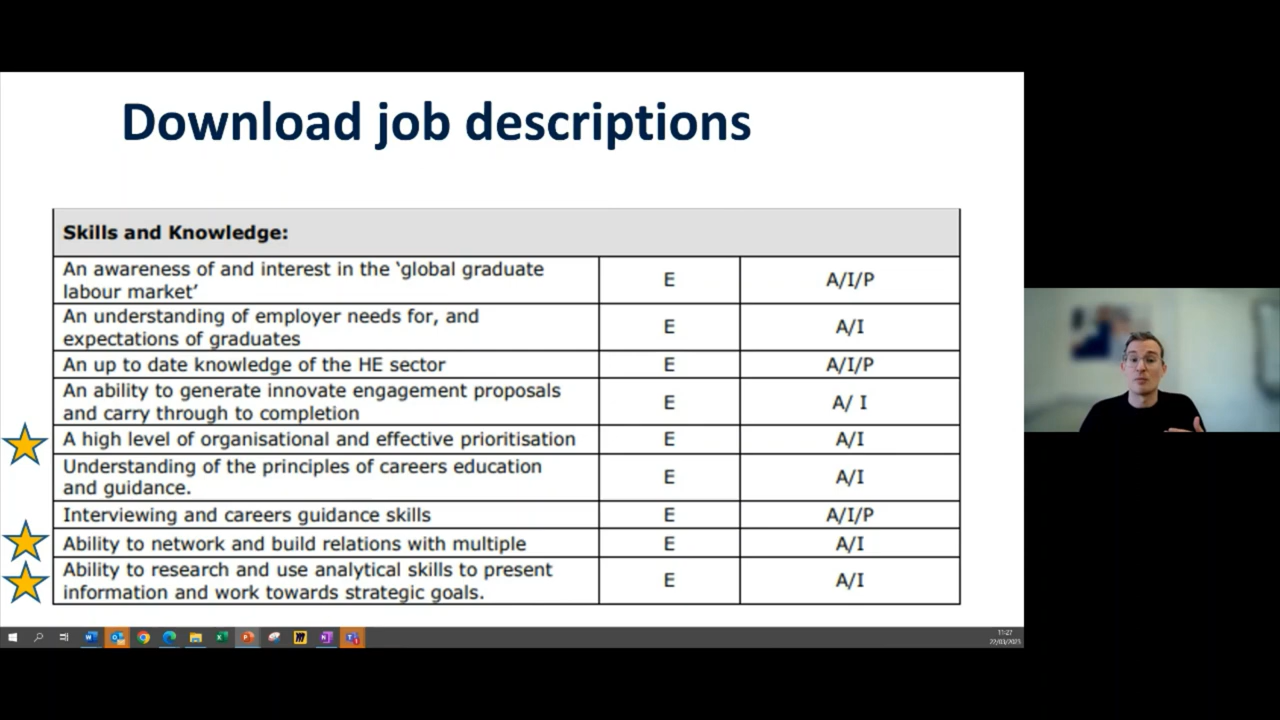 Download job descriptions
Skills and Knowledge:
An awareness of and interest in the ‘global graduate
labour market’
E
A/I/P
An understanding of employer needs for, and
expectations of graduates
E
A/I
An up to date knowledge of the HE sector
E
A/I/P
An ability to generate innovate engagement proposals
and carry through to completion
E
A/ I
A high level of organisational and effective prioritisation
E
A/I
Understanding of the principles of careers education
and guidance.
E
A/I
Interviewing and careers guidance skills
E
A/I/P
Ability to network and build relations with multiple
E
A/I
Ability to research and use analytical skills to present
information and work towards strategic goals.
E
A/I
11:27